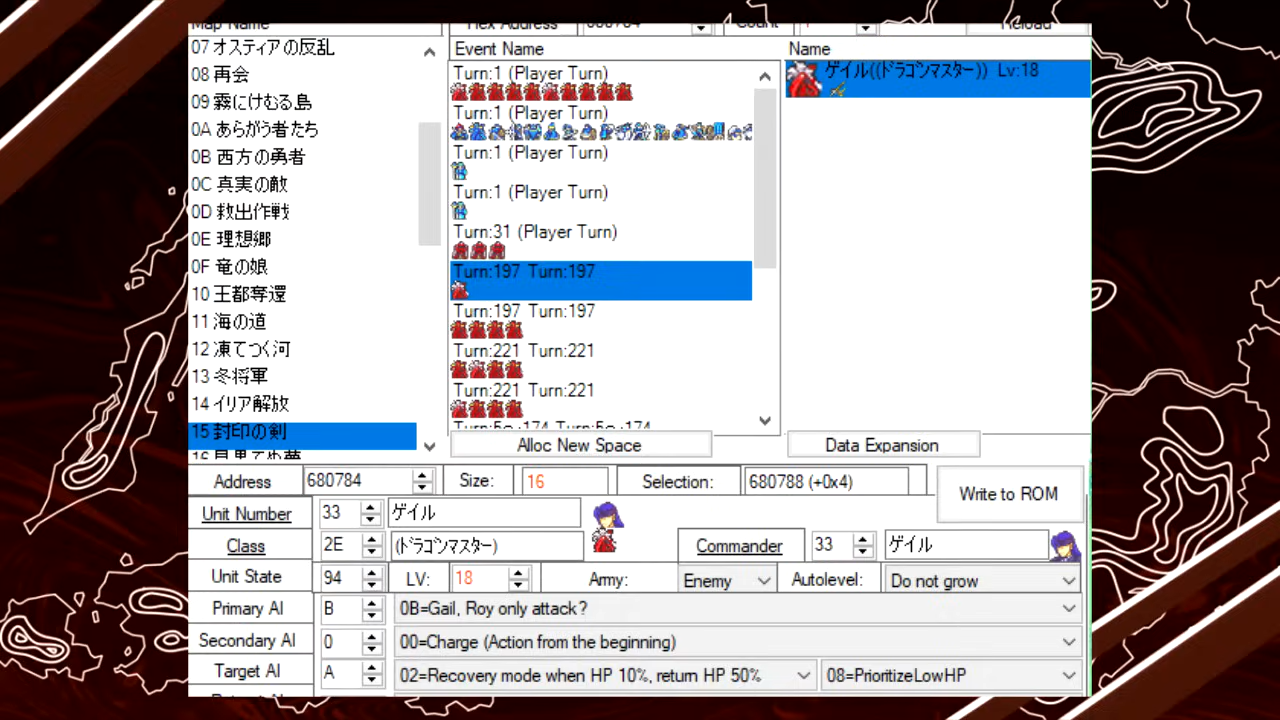 Map Name
Hex Address
Count
Reload
07 オスティアの反乱
08 再会
09 霧にけむる島
0A あらがう者たち
0B 西方の勇者
0C 真実の敵
0D 救出作戦
0E 理想郷
0F 竜の娘
10 王都奪還
11 海の道
12 凍てつく河
13 冬将軍
14 イリア解放
15 封印の剣
Event Name
Turn:1 (Player Turn)
Turn:1 (Player Turn)
Turn:1 (Player Turn)
Turn:1 (Player Turn)
Turn:31 (Player Turn)
Turn:197 Turn:197
Turn:197 Turn:197
Turn:221 Turn:221
Turn:221 Turn:221
Alloc New Space
Name
ゲイル((ドラゴンマスター)) Lv:18
Data Expansion
Address 680784 Size: 16 Selection: 680788 (+0x4) Write to ROM
Unit Number 33 ゲイル
Class 2E (ドラゴンマスター) Commander 33 ゲイル
Unit State 94 LV: 18 Army: Enemy Autolevel: Do not grow
Primary AI B 0B=Gail, Roy only attack?
Secondary AI 0 00=Charge (Action from the beginning)
Target AI A 02=Recovery mode when HP 10%, return HP 50% 08=PrioritizeLowHP